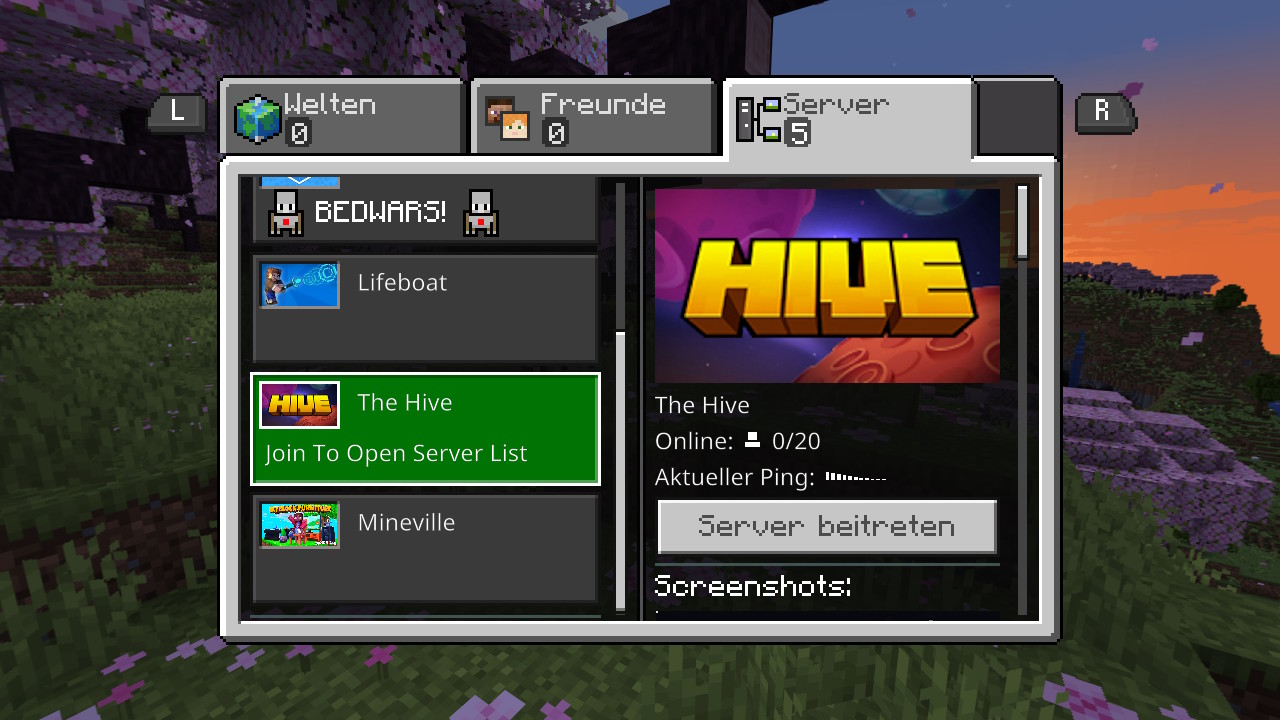 L
Welten
0
Freunde
0
Server
5
R
BEDWARS!
Lifeboat
HIVE
The Hive
Join To Open Server List
Mineville
HIVE
The Hive
Online: 0/20
Aktueller Ping:
Server beitreten
Screenshots: